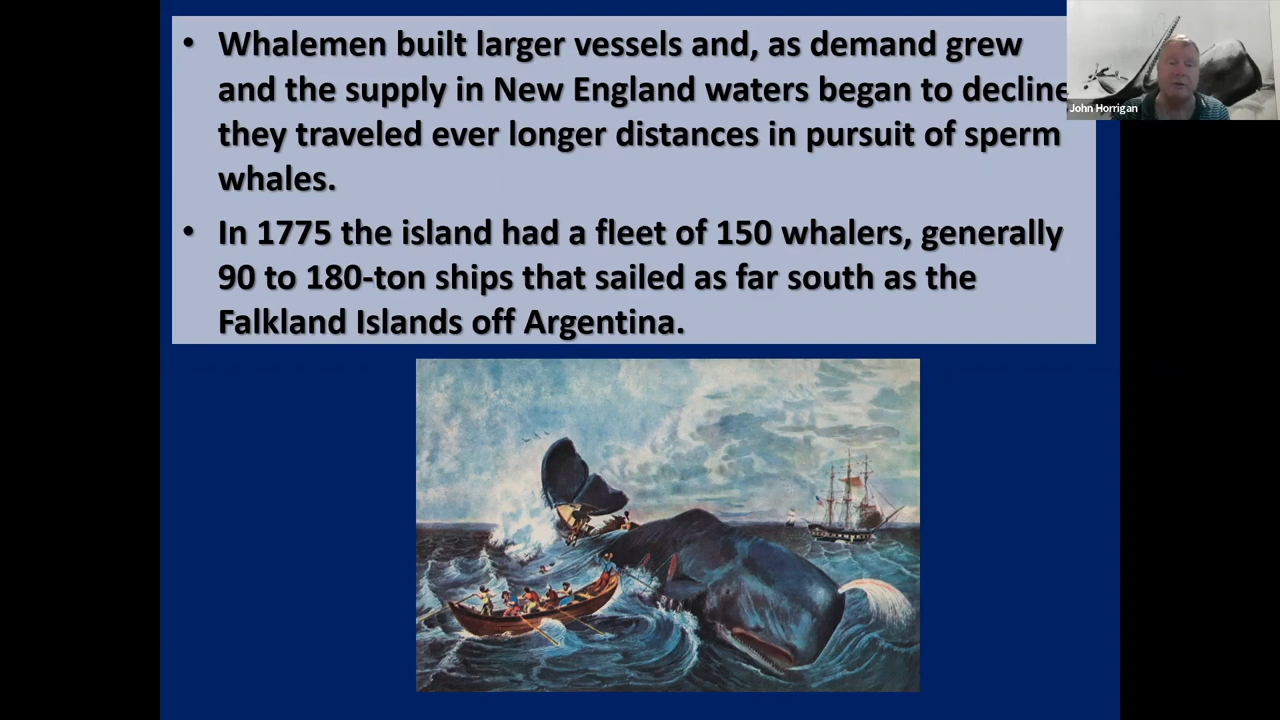 • Whalemen built larger vessels and, as demand grew
and the supply in New England waters began to decline
they traveled ever longer distances in pursuit of sperm
whales.
• In 1775 the island had a fleet of 150 whalers, generally
90 to 180-ton ships that sailed as far south as the
Falkland Islands off Argentina.
John Horrigan